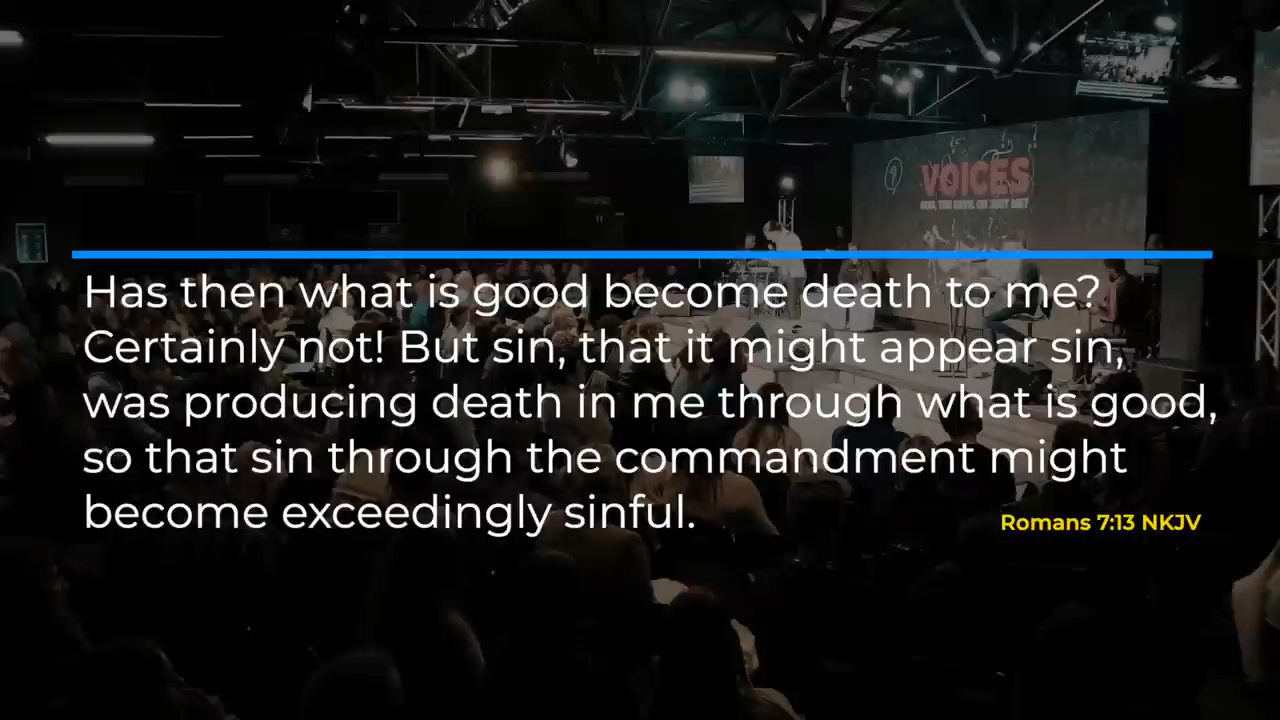 VOICES
Has then what is good become death to me?
Certainly not! But sin, that it might appear sin,
was producing death in me through what is good,
so that sin through the commandment might
become exceedingly sinful.
Romans 7:13 NKJV